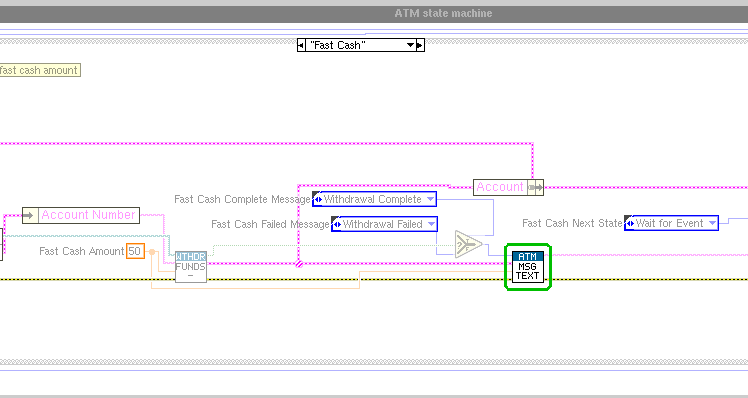 ATM state machine
"Fast Cash"
fast cash amount
Account
Fast Cash Complete Message
Withdrawal Complete
Account Number
Fast Cash Failed Message
Withdrawal Failed
Fast Cash Next State
Wait for Event
Fast Cash Amount
50
WTHDR
FUNDS
ATM
MSG
TEXT